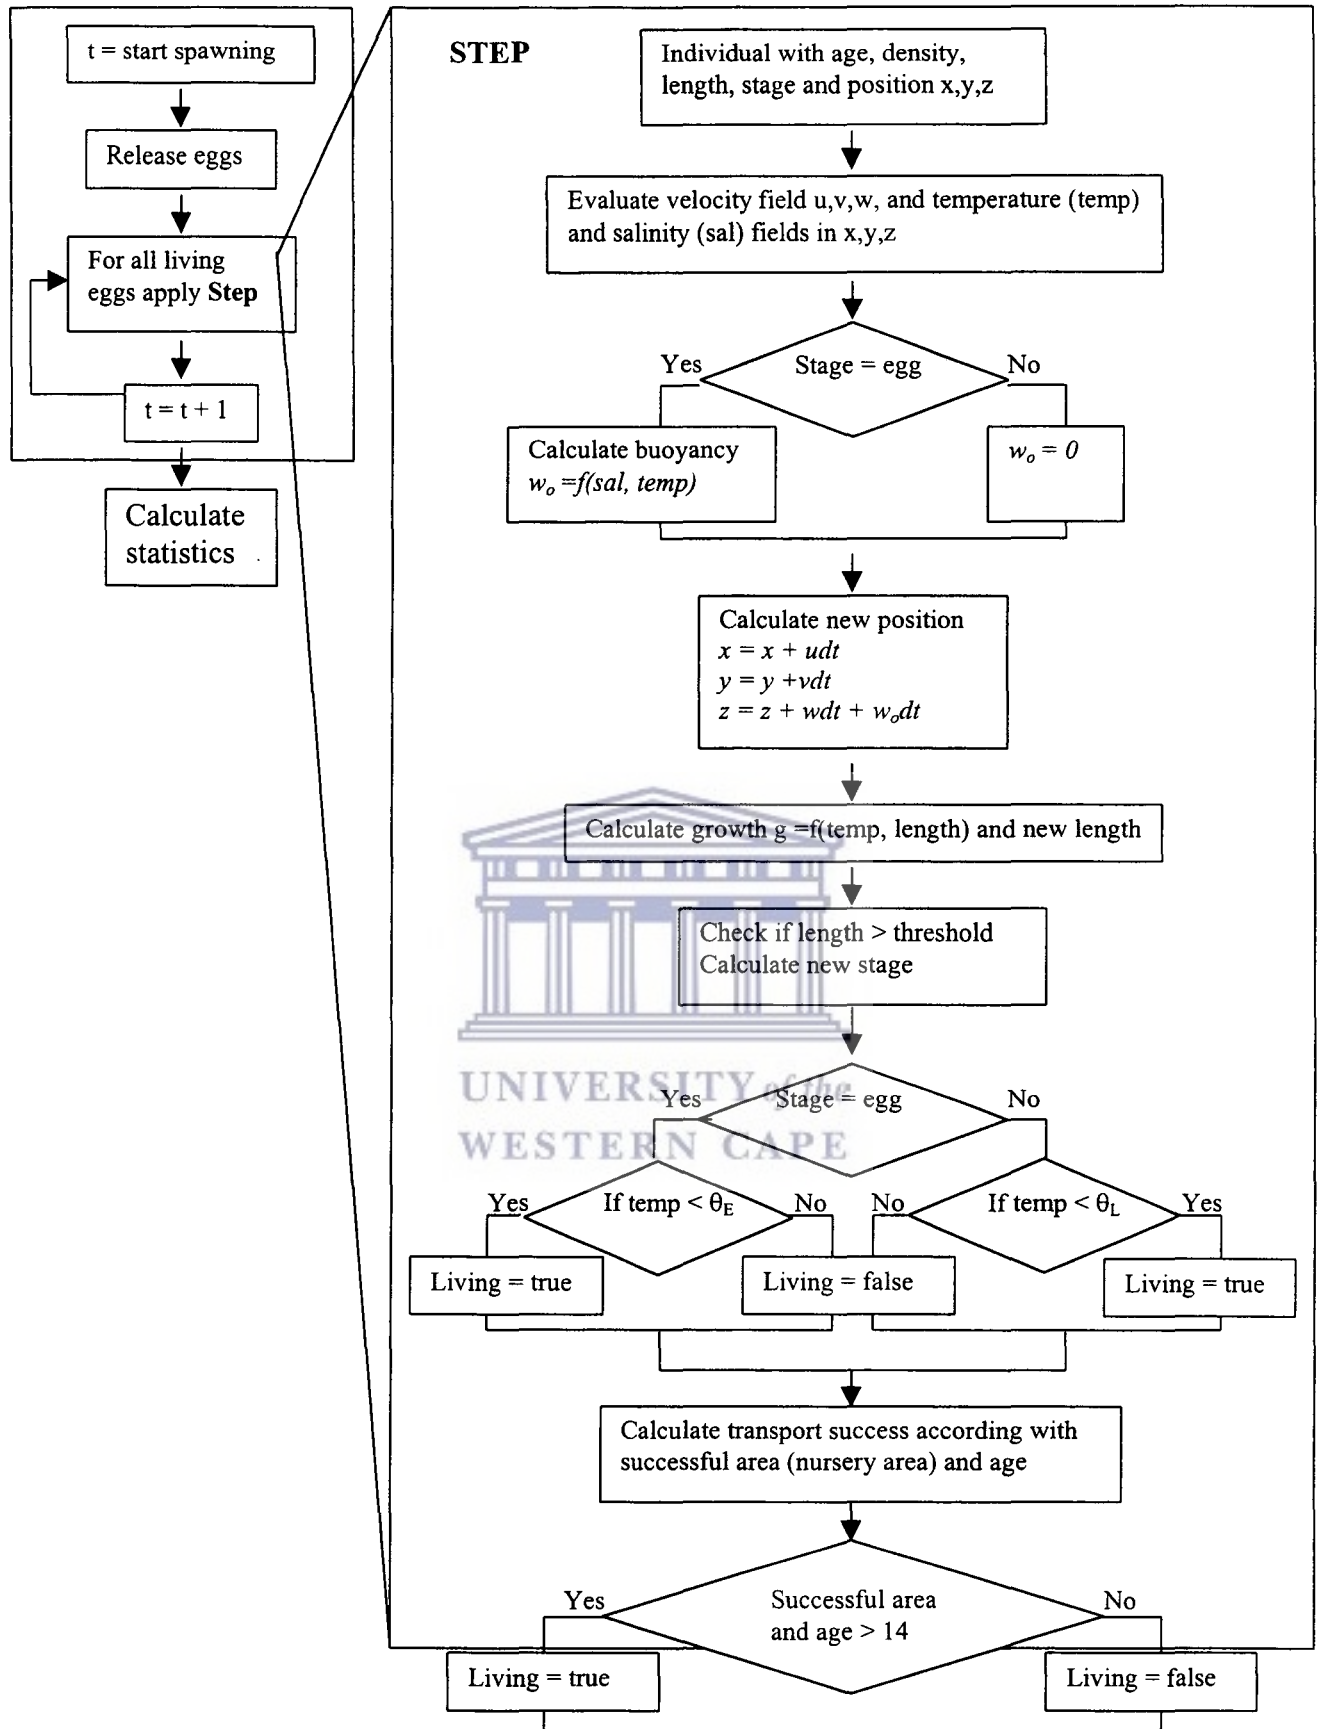 t = start spawning
Release eggs
For all living
eggs apply Step
t = t + 1
Calculate
statistics
STEP
Individual with age, density,
length, stage and position x,y,z
Evaluate velocity field u,v,w, and temperature (temp)
and salinity (sal) fields in x,y,z
Yes
Stage = egg
No
Calculate buoyancy
wₒ =f(sal, temp)
wₒ = 0
Calculate new position
x = x + udt
y = y +vdt
z = z + wdt + wₒdt
Calculate growth g =f(temp, length) and new length
Check if length > threshold
Calculate new stage
UNIVERSITY of the
WESTERN CAPE
Yes
Stage = egg
No
Yes
If temp < θE
No
No
If temp < θL
Yes
Living = true
Living = false
Living = true
Calculate transport success according with
successful area (nursery area) and age
Yes
Successful area
and age > 14
No
Living = true
Living = false